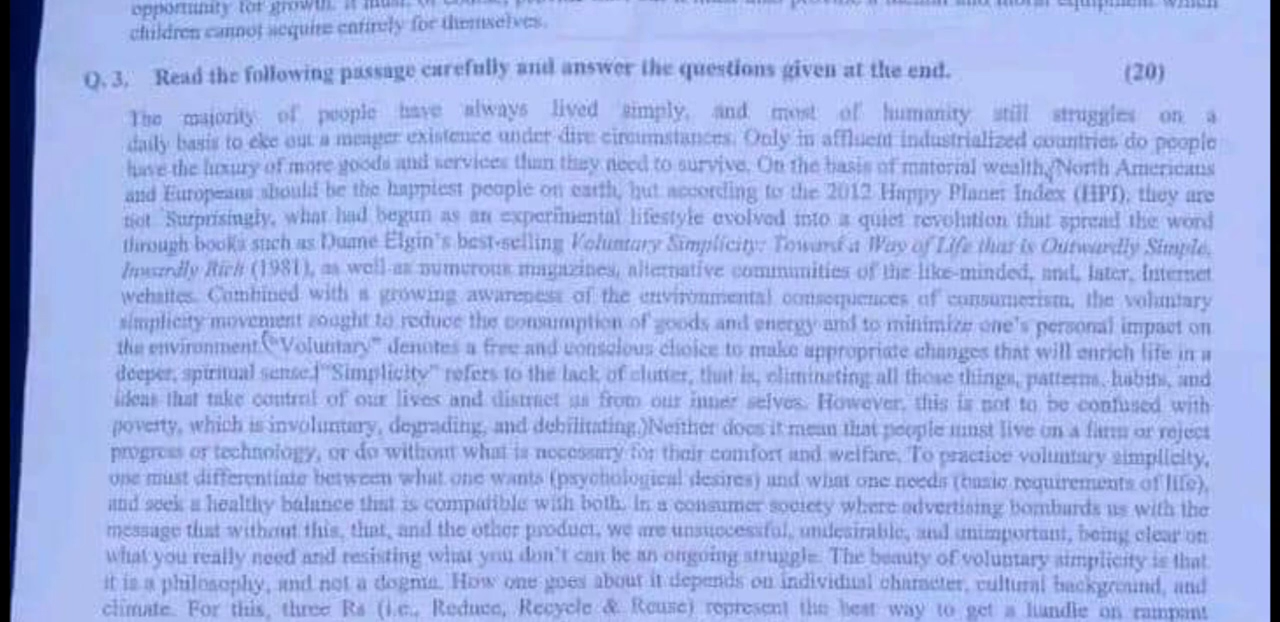 opportunity for growth. It must, of course, provide
children cannot acquire entirely for themselves.
Q. 3. Read the following passage carefully and answer the questions given at the end. (20)
The majority of people have always lived simply, and most of humanity still struggles on a
daily basis to eke out a meager existence under dire circumstances. Only in affluent industrialized countries do people
have the luxury of more goods and services than they need to survive. On the basis of material wealth, North Americans
and Europeans should be the happiest people on earth, but according to the 2012 Happy Planet Index (HPI), they are
not. Surprisingly, what had begun as an experimental lifestyle evolved into a quiet revolution that spread the word
through books such as Duane Elgin's best-selling Voluntary Simplicity: Toward a Way of Life that is Outwardly Simple,
Inwardly Rich (1981), as well as numerous magazines, alternative communities of the like-minded, and, later, Internet
websites. Combined with a growing awareness of the environmental consequences of consumerism, the voluntary
simplicity movement sought to reduce the consumption of goods and energy and to minimize one's personal impact on
the environment. "Voluntary" denotes a free and conscious choice to make appropriate changes that will enrich life in a
deeper, spiritual sense. "Simplicity" refers to the lack of clutter, that is, eliminating all those things, patterns, habits, and
ideas that take control of our lives and distract us from our inner selves. However, this is not to be confused with
poverty, which is involuntary, degrading, and debilitating. Neither does it mean that people must live on a farm or reject
progress or technology, or do without what is necessary for their comfort and welfare. To practice voluntary simplicity,
one must differentiate between what one wants (psychological desires) and what one needs (basic requirements of life),
and seek a healthy balance that is compatible with both. In a consumer society where advertising bombards us with the
message that without this, that, and the other product, we are unsuccessful, undesirable, and unimportant, being clear on
what you really need and resisting what you don't can be an ongoing struggle. The beauty of voluntary simplicity is that
it is a philosophy, and not a dogma. How one goes about it depends on individual character, cultural background, and
climate. For this, three Rs (i.e., Reduce, Recycle & Reuse) represent the best way to get a handle on rampant